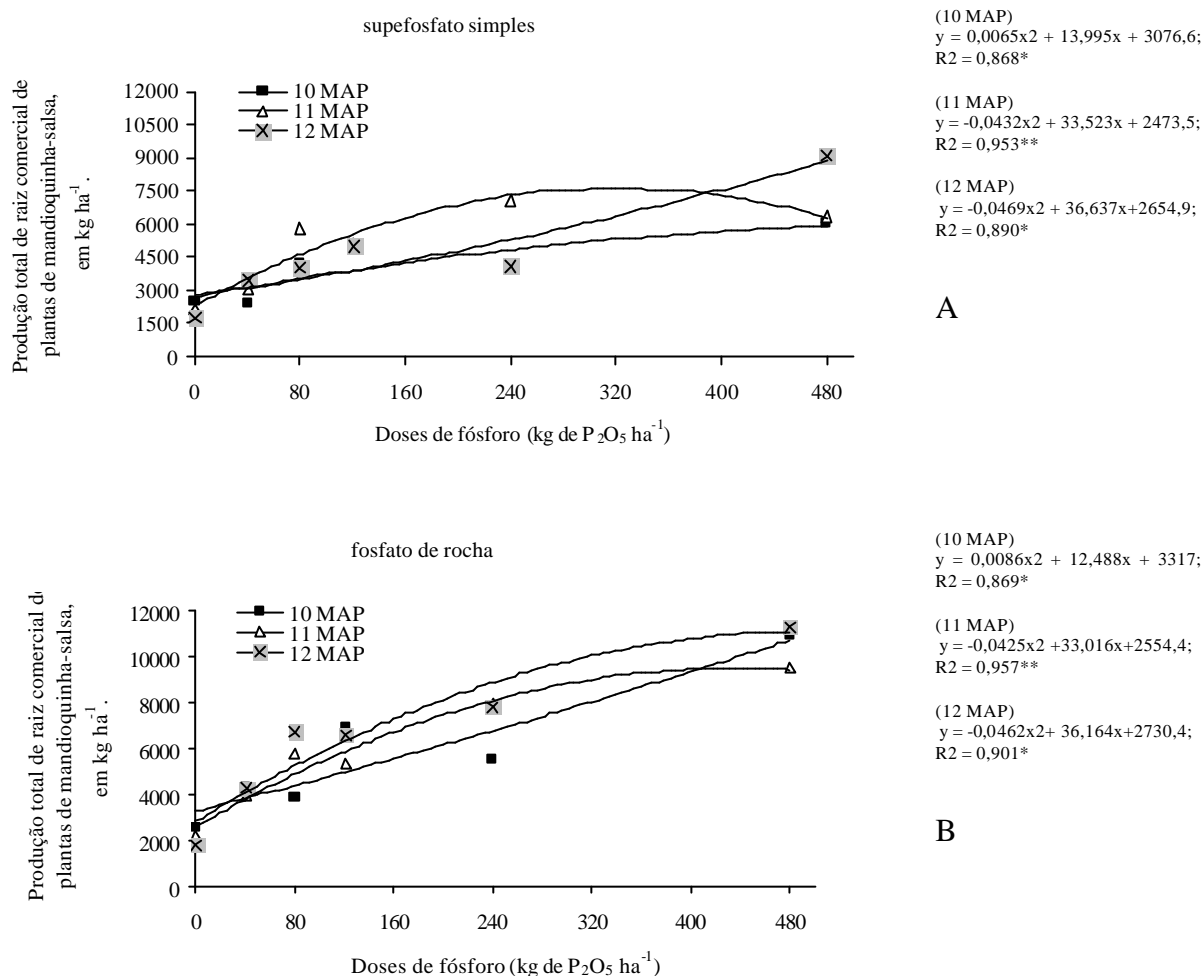 supefosfato simples
(10 MAP)
y = 0,0065x2 + 13,995x + 3076,6;
R2 = 0,868*
(11 MAP)
y = -0,0432x2 + 33,523x + 2473,5;
R2 = 0,953**
(12 MAP)
y = -0,0469x2 + 36,637x+2654,9;
R2 = 0,890*
A
Produção total de raiz comercial de
plantas de mandioquinha-salsa,
em kg ha⁻¹.
12000
10500
9000
7500
6000
4500
3000
1500
0
10 MAP
11 MAP
12 MAP
0 80 160 240 320 400 480
Doses de fósforo (kg de P₂O₅ ha⁻¹)
fosfato de rocha
(10 MAP)
y = 0,0086x2 + 12,488x + 3317;
R2 = 0,869*
(11 MAP)
y = -0,0425x2 +33,016x+2554,4;
R2 = 0,957**
(12 MAP)
y = -0,0462x2+ 36,164x+2730,4;
R2 = 0,901*
B
Produção total de raiz comercial d
plantas de mandioquinha-salsa,
em kg ha⁻¹.
12000
10000
8000
6000
4000
2000
0
10 MAP
11 MAP
12 MAP
0 80 160 240 320 400 480
Doses de fósforo (kg de P₂O₅ ha⁻¹)